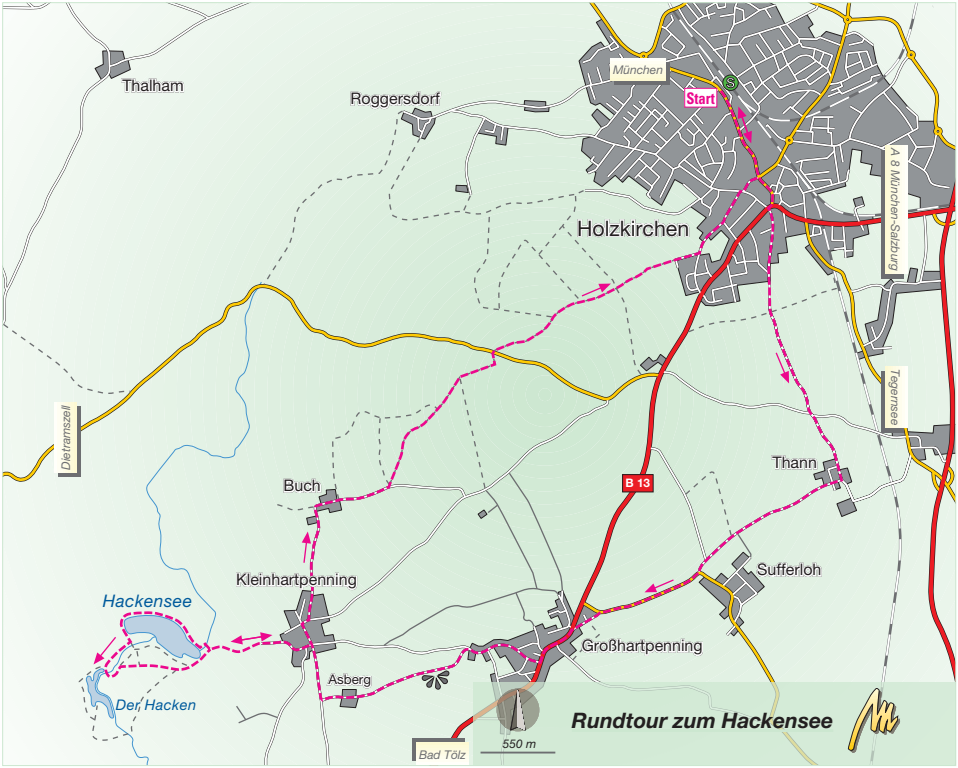 München
S
Start
Thalham
Roggersdorf
A 8 München-Salzburg
Holzkirchen
Tegernsee
Dietramszell
Thann
B 13
Buch
Sufferloh
Kleinhartpenning
Hackensee
Großhartpenning
Asberg
Der Hacken
Rundtour zum Hackensee
550 m
Bad Tölz